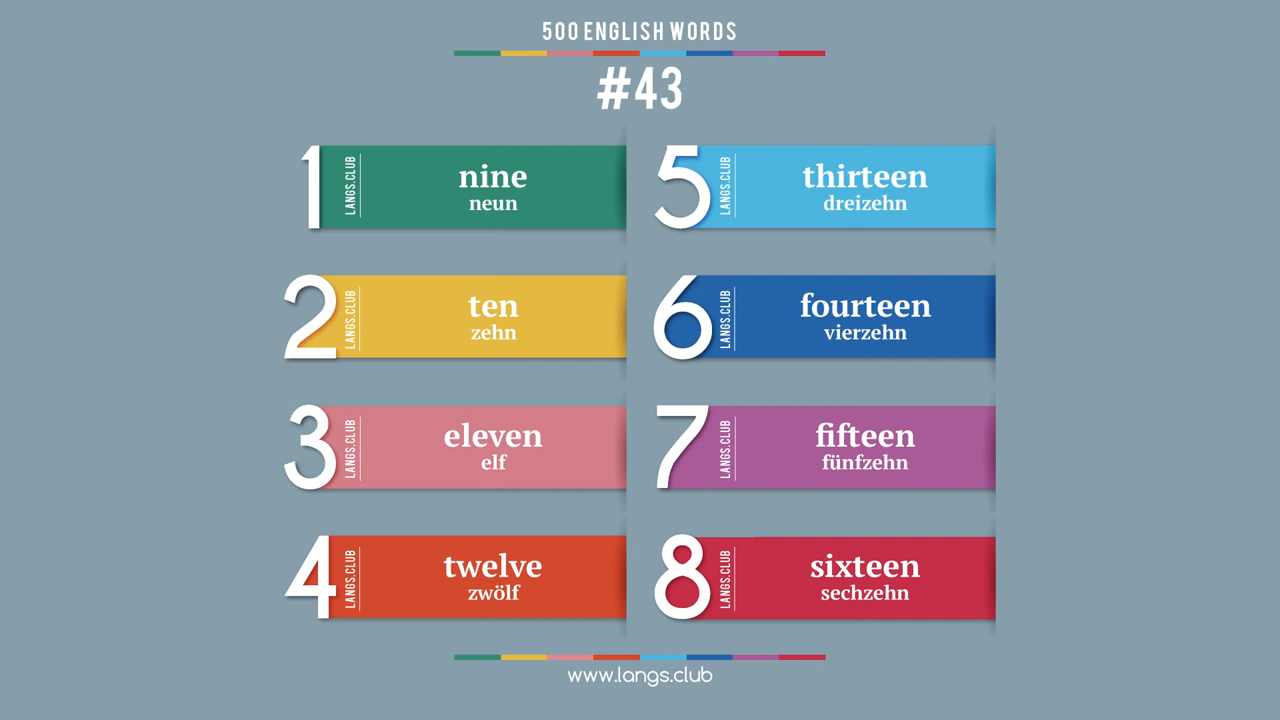 500 ENGLISH WORDS
#43
1
LANGS.CLUB
nine
neun
2
LANGS.CLUB
ten
zehn
3
LANGS.CLUB
eleven
elf
4
LANGS.CLUB
twelve
zwölf
5
LANGS.CLUB
thirteen
dreizehn
6
LANGS.CLUB
fourteen
vierzehn
7
LANGS.CLUB
fifteen
fünfzehn
8
LANGS.CLUB
sixteen
sechzehn
www.langs.club